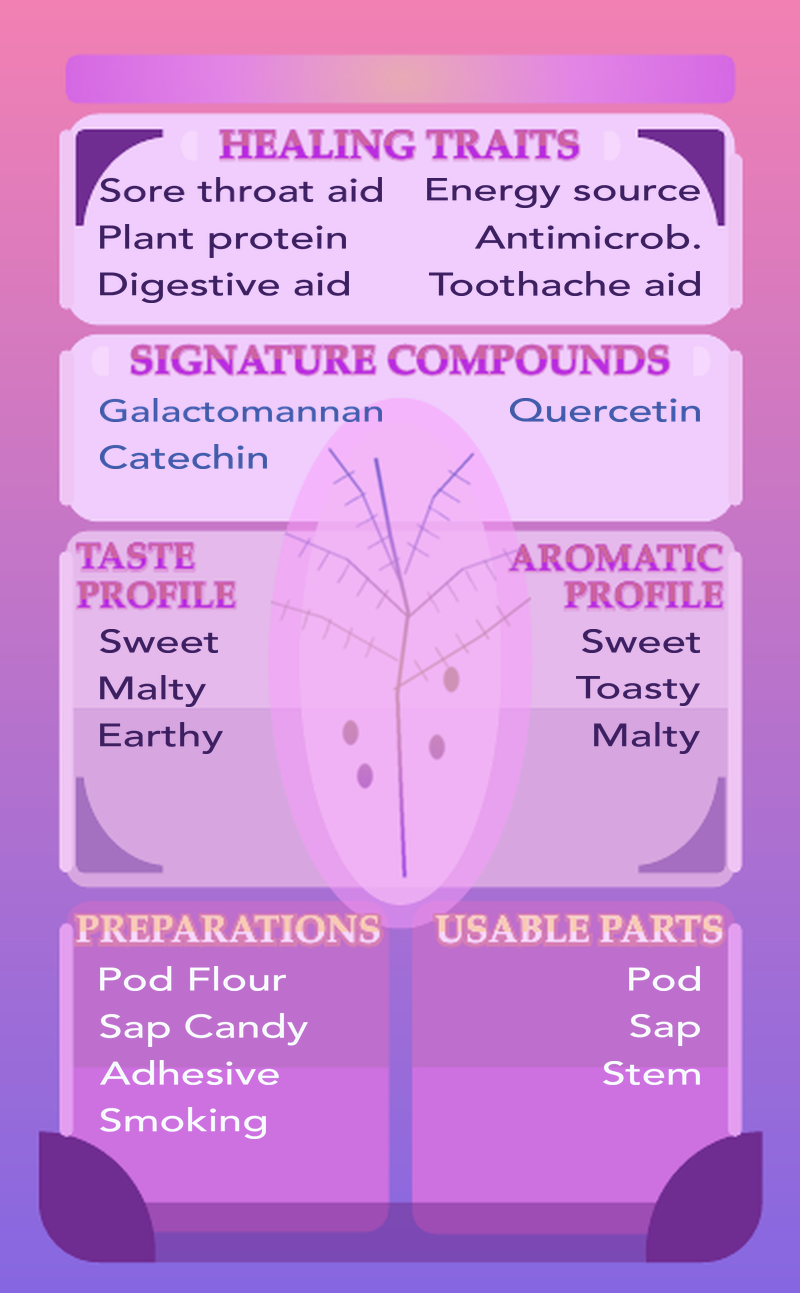 HEALING TRAITS
Sore throat aid Energy source
Plant protein Antimicrob.
Digestive aid Toothache aid
SIGNATURE COMPOUNDS
Galactomannan Quercetin
Catechin
TASTE
PROFILE
Sweet
Malty
Earthy
AROMATIC
PROFILE
Sweet
Toasty
Malty
PREPARATIONS
Pod Flour
Sap Candy
Adhesive
Smoking
USABLE PARTS
Pod
Sap
Stem